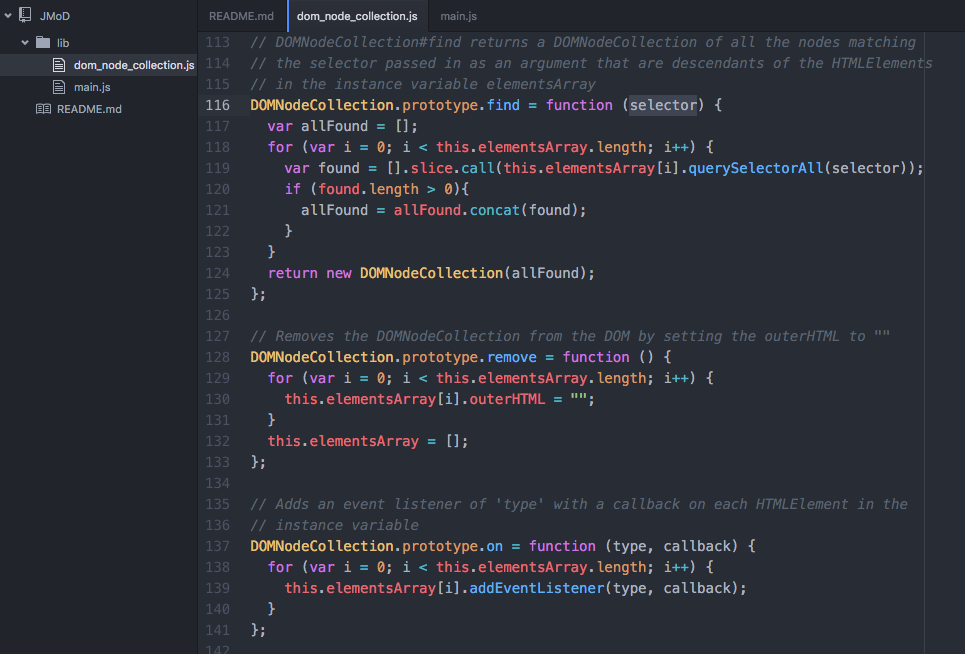 JMoD
lib
dom_node_collection.js
main.js
README.md
README.md dom_node_collection.js main.js
113 // DOMNodeCollection#find returns a DOMNodeCollection of all the nodes matching
114 // the selector passed in as an argument that are descendants of the HTMLElements
115 // in the instance variable elementsArray
116 DOMNodeCollection.prototype.find = function (selector) {
117   var allFound = [];
118   for (var i = 0; i < this.elementsArray.length; i++) {
119     var found = [].slice.call(this.elementsArray[i].querySelectorAll(selector));
120     if (found.length > 0){
121       allFound = allFound.concat(found);
122     }
123   }
124   return new DOMNodeCollection(allFound);
125 };
126
127 // Removes the DOMNodeCollection from the DOM by setting the outerHTML to ""
128 DOMNodeCollection.prototype.remove = function () {
129   for (var i = 0; i < this.elementsArray.length; i++) {
130     this.elementsArray[i].outerHTML = "";
131   }
132   this.elementsArray = [];
133 };
134
135 // Adds an event listener of 'type' with a callback on each HTMLElement in the
136 // instance variable
137 DOMNodeCollection.prototype.on = function (type, callback) {
138   for (var i = 0; i < this.elementsArray.length; i++) {
139     this.elementsArray[i].addEventListener(type, callback);
140   }
141 };
142